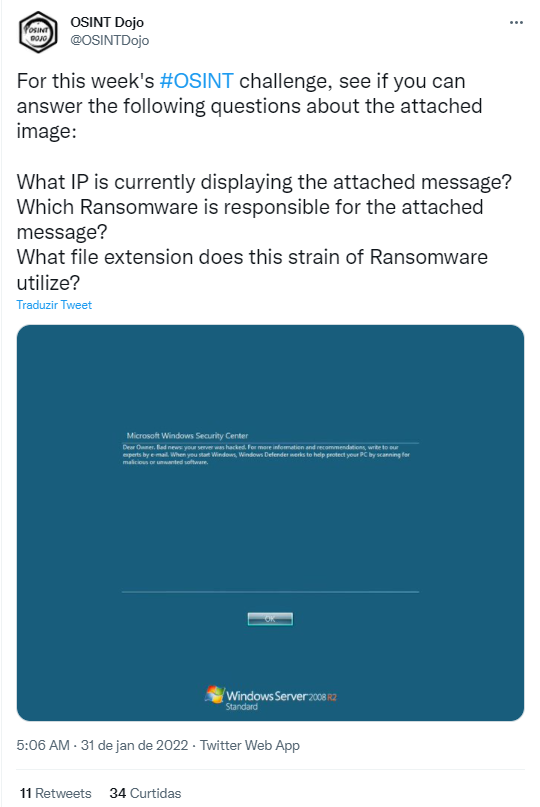 OSINT DOJO
OSINT Dojo
@OSINTDojo
For this week's #OSINT challenge, see if you can
answer the following questions about the attached
image:
What IP is currently displaying the attached message?
Which Ransomware is responsible for the attached
message?
What file extension does this strain of Ransomware
utilize?
Traduzir Tweet
Microsoft Windows Security Center
Dear Owner. Bad news: your server was hacked. For more information and recommendations, write to our
experts by e-mail. When you start Windows, Windows Defender works to help protect your PC by scanning for
malicious or unwanted software.
OK
Windows Server 2008 R2
Standard
5:06 AM · 31 de jan de 2022 · Twitter Web App
11 Retweets 34 Curtidas